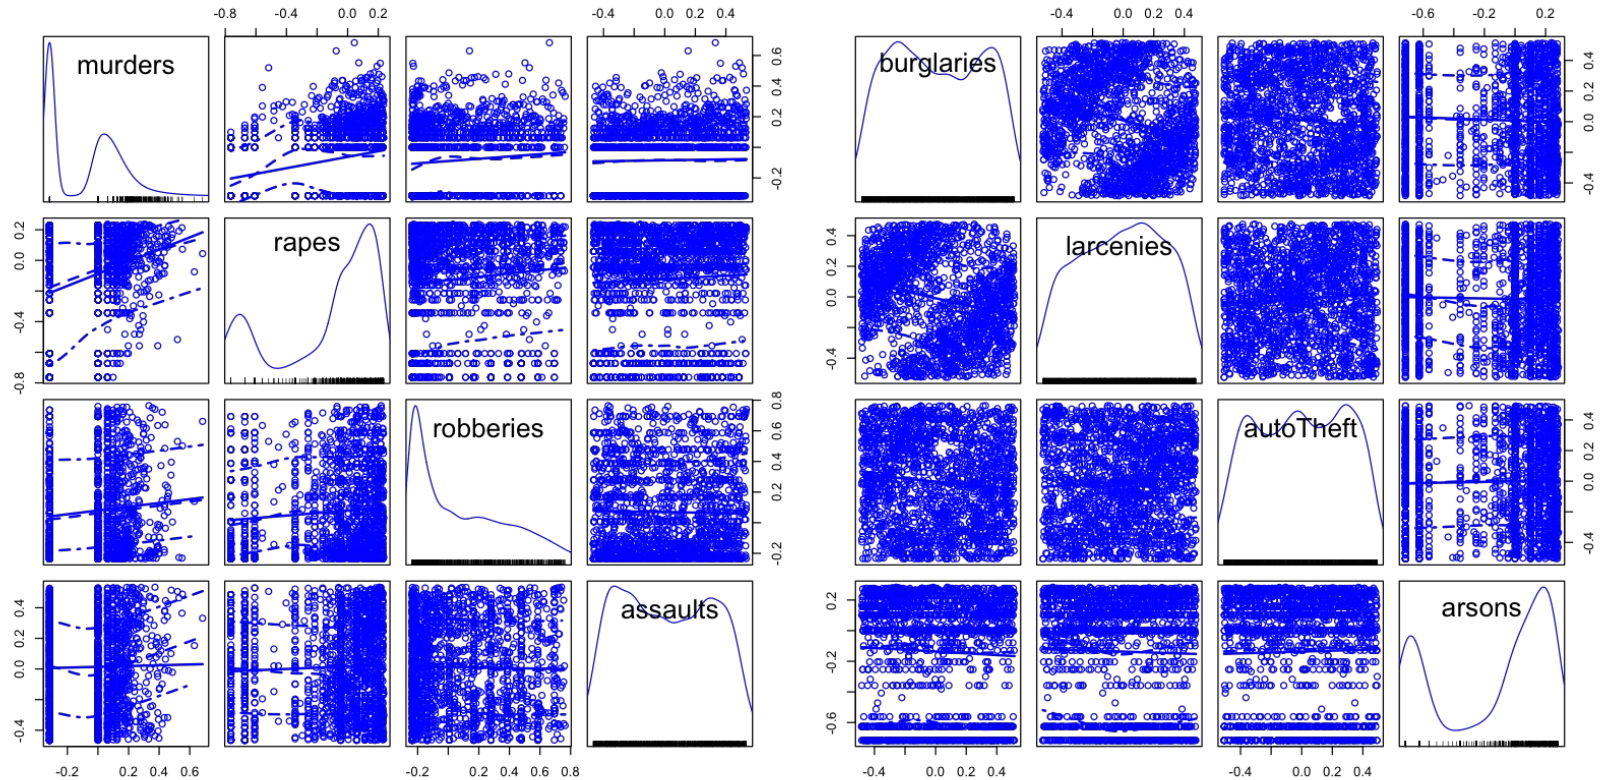 -0.8 -0.4 0.0 0.2 -0.4 0.0 0.2 0.4 -0.4 0.0 0.2 0.4 -0.6 -0.2 0.2
murders
-0.2 0.2 0.4 0.6
burglaries
-0.4 0.0 0.2 0.4
-0.8 -0.4 0.0 0.2
rapes
-0.4 0.0 0.2 0.4
larcenies
robberies
-0.2 0.2 0.4 0.6 0.8
autoTheft
-0.4 0.0 0.2 0.4
-0.4 0.0 0.2 0.4
assaults
-0.6 -0.2 0.2
arsons
-0.2 0.2 0.4 0.6 -0.2 0.2 0.4 0.6 0.8 -0.4 0.0 0.2 0.4 -0.4 0.0 0.2 0.4